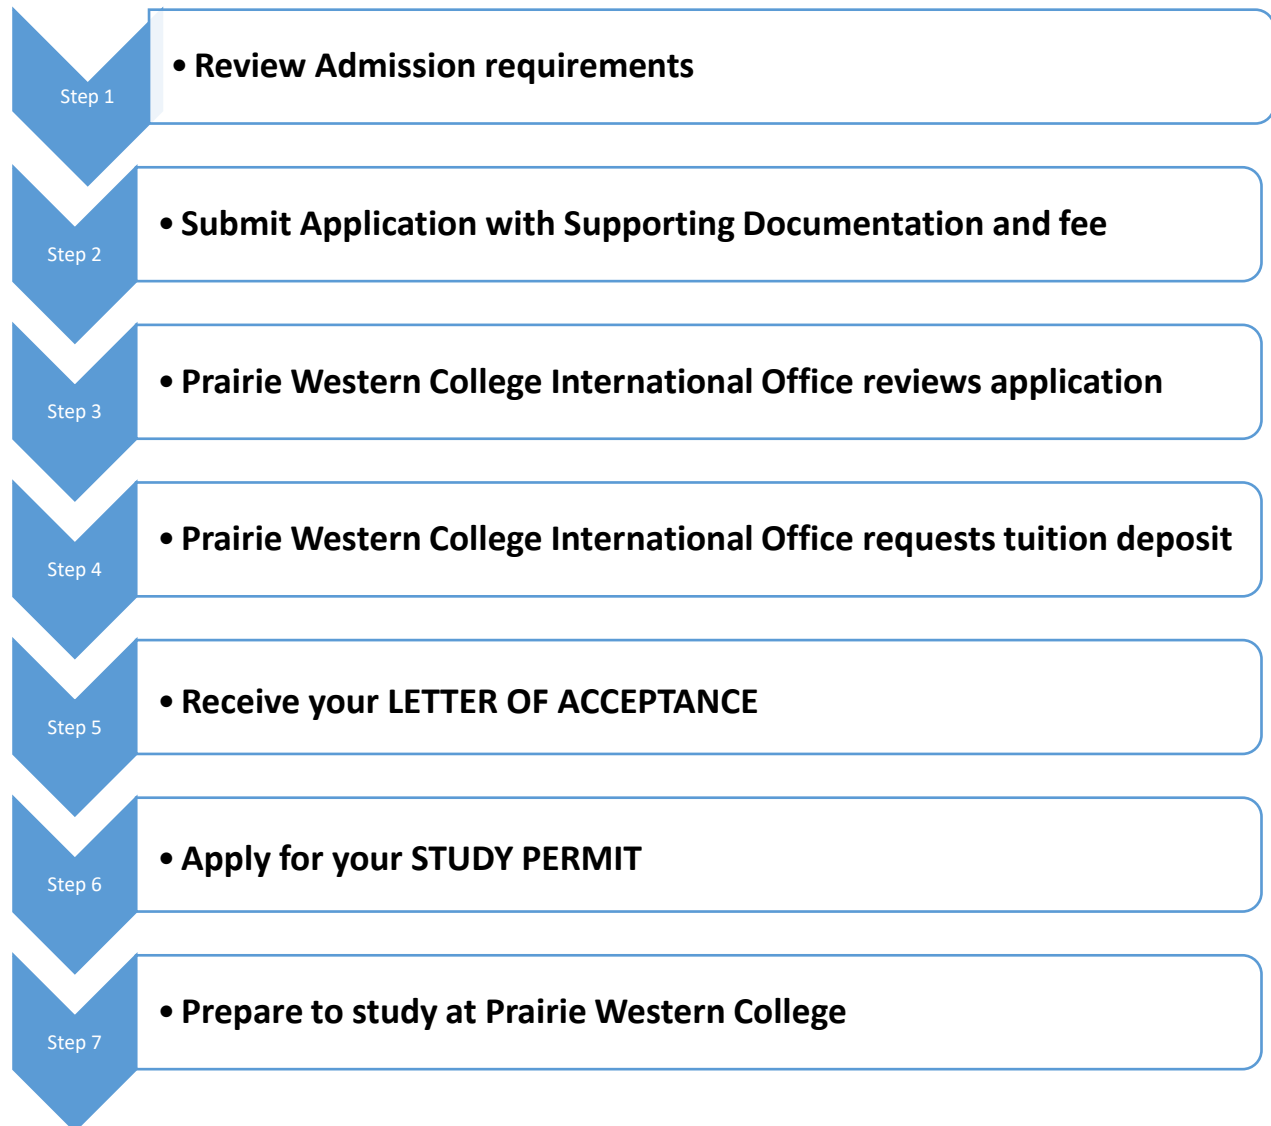 Step 1
• Review Admission requirements
Step 2
• Submit Application with Supporting Documentation and fee
Step 3
• Prairie Western College International Office reviews application
Step 4
• Prairie Western College International Office requests tuition deposit
Step 5
• Receive your LETTER OF ACCEPTANCE
Step 6
• Apply for your STUDY PERMIT
Step 7
• Prepare to study at Prairie Western College